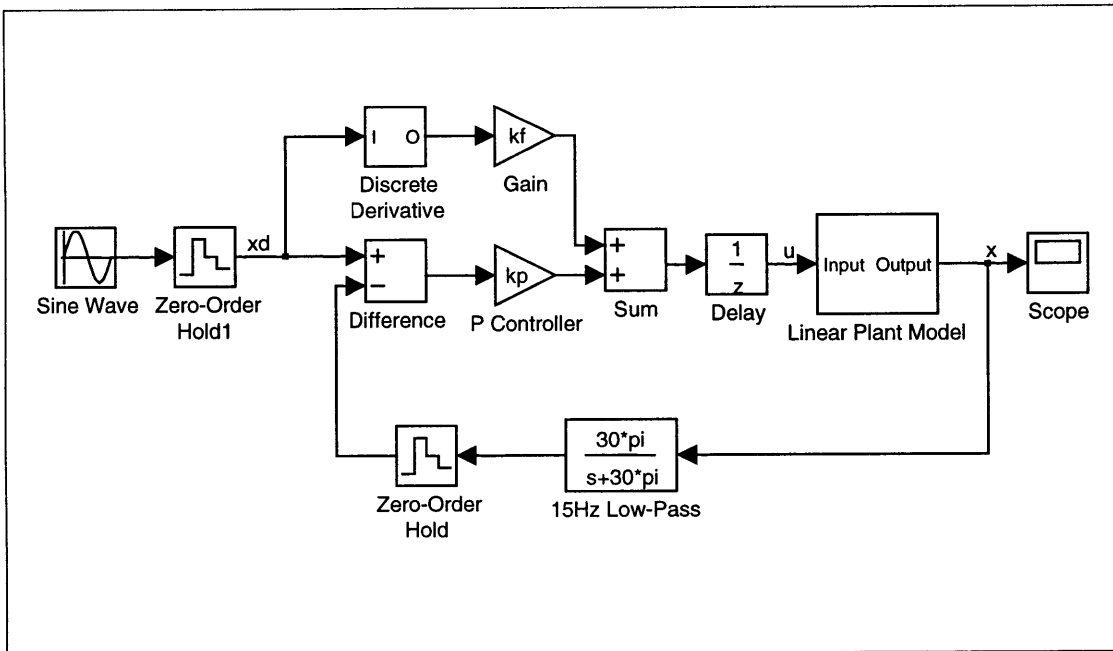 I O
Discrete
Derivative
kf
Gain
Sine Wave
Zero-Order
Hold1
xd
+
−
Difference
kp
P Controller
+
+
Sum
1
z
Delay
u
Input Output
Linear Plant Model
x
Scope
Zero-Order
Hold
30*pi
s+30*pi
15Hz Low-Pass